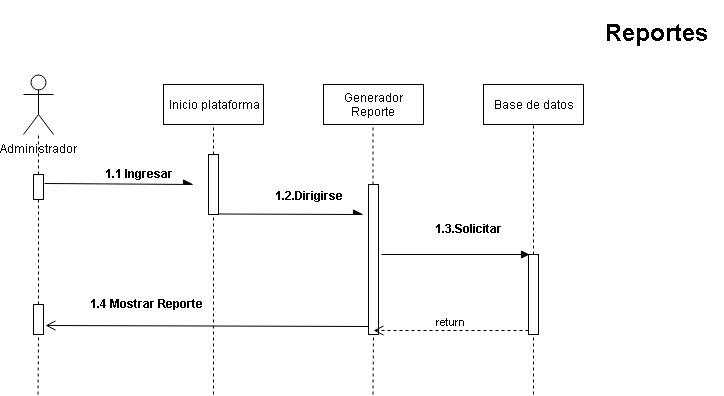 Reportes
Administrador
Inicio plataforma
Generador
Reporte
Base de datos
1.1 Ingresar
1.2.Dirigirse
1.3.Solicitar
1.4 Mostrar Reporte
return